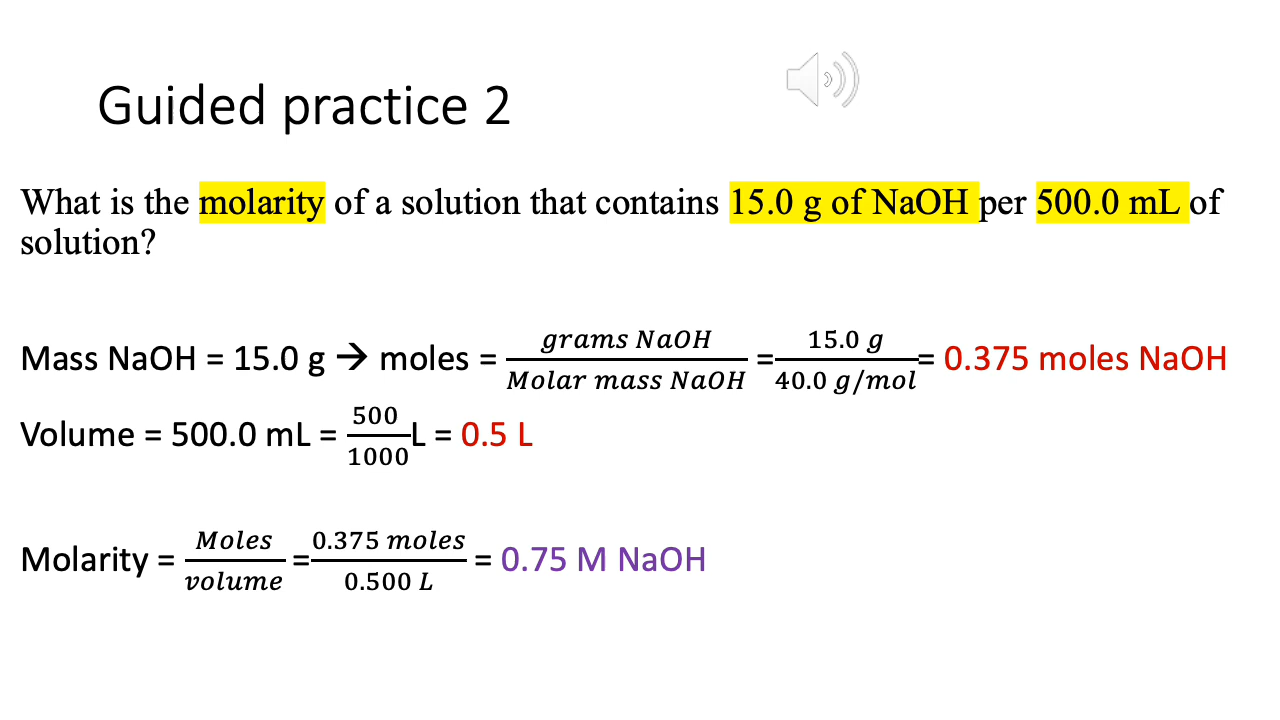 Guided practice 2
What is the molarity of a solution that contains 15.0 g of NaOH per 500.0 mL of
solution?
Mass NaOH = 15.0 g → moles = grams NaOH / Molar mass NaOH = 15.0 g / 40.0 g/mol = 0.375 moles NaOH
Volume = 500.0 mL = 500 / 1000 L = 0.5 L
Molarity = Moles / volume = 0.375 moles / 0.500 L = 0.75 M NaOH